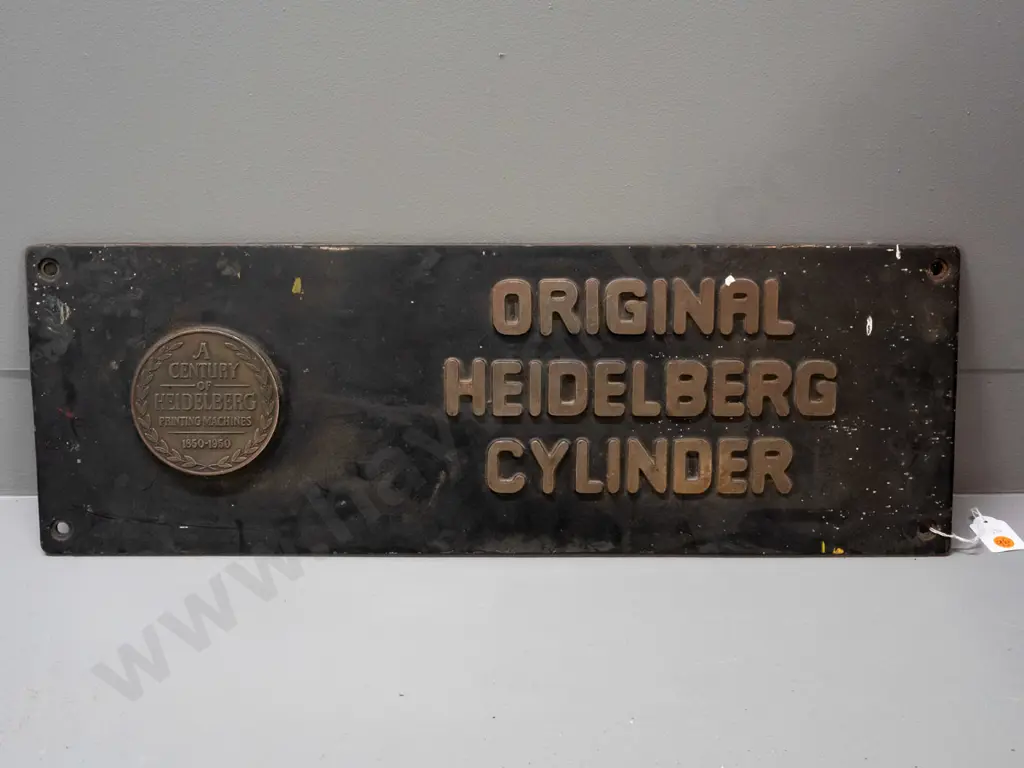 A
CENTURY
OF
HEIDELBERG
PRINTING MACHINES
1850-1950
ORIGINAL
HEIDELBERG
CYLINDER